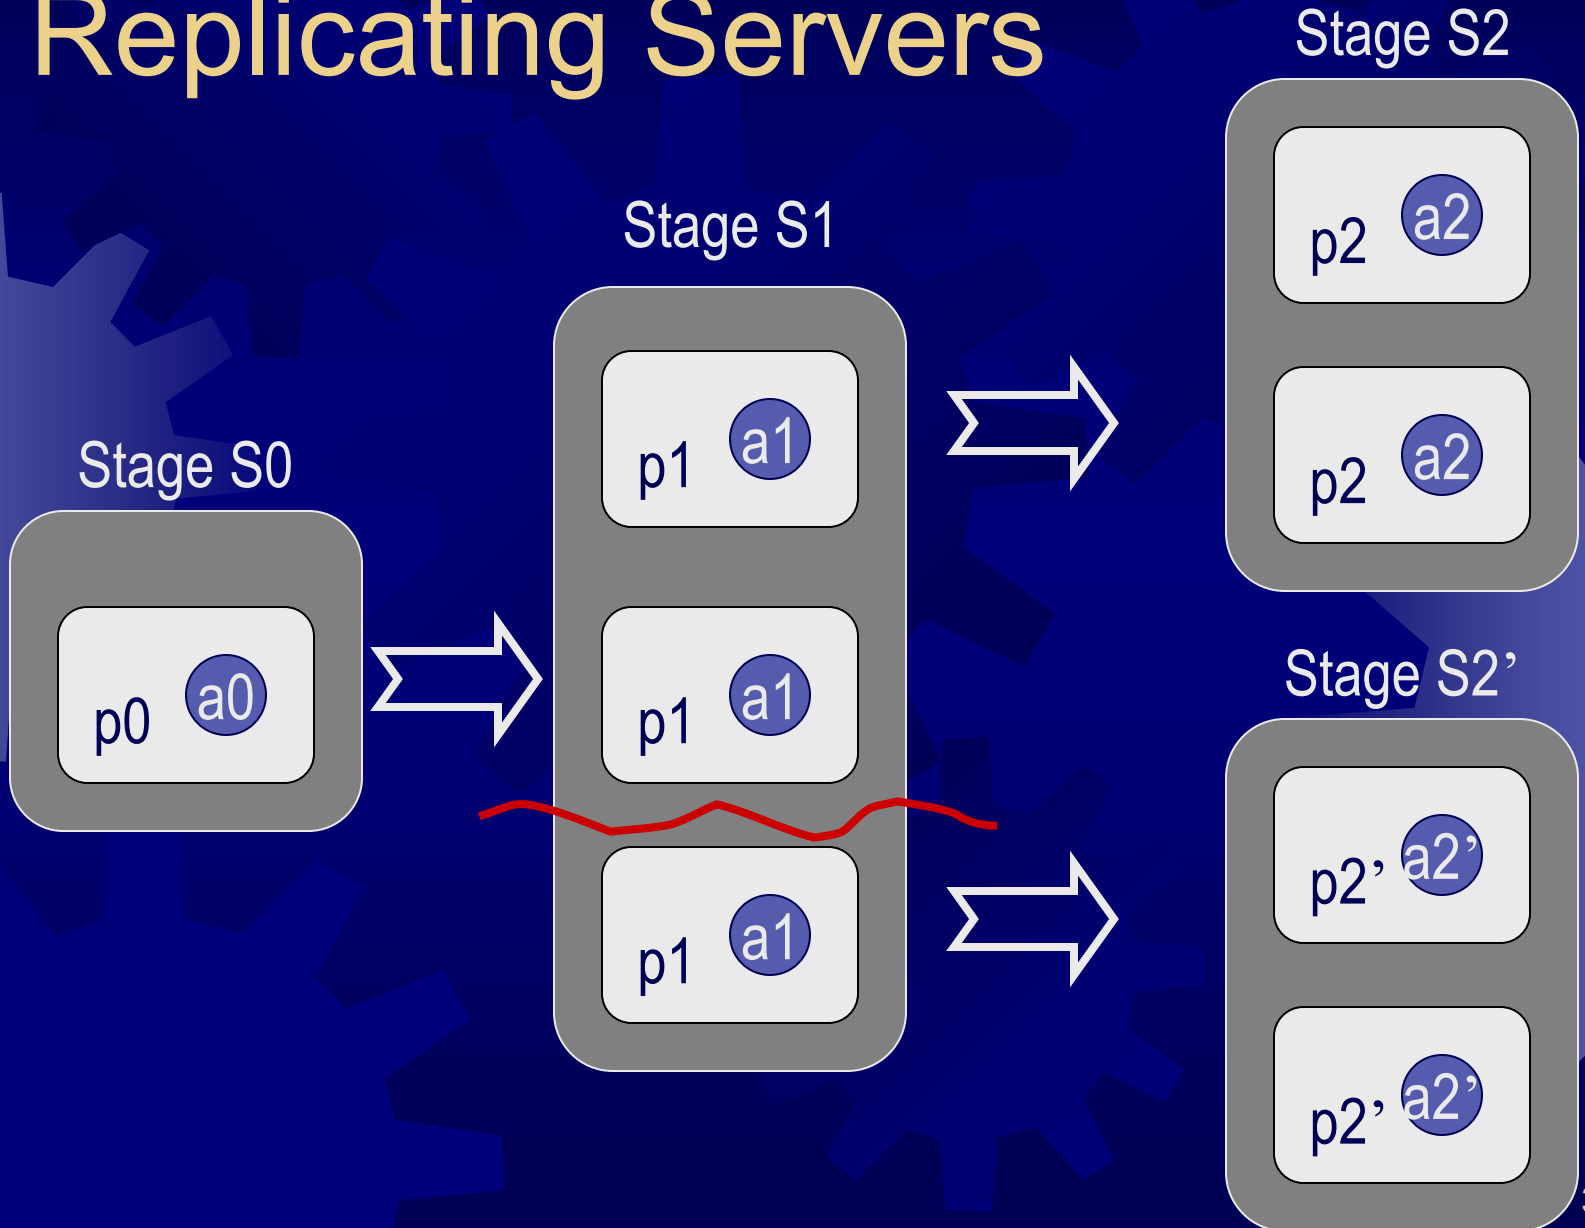 Replicating Servers
Stage S0
p0 a0
Stage S1
p1 a1
p1 a1
p1 a1
Stage S2
p2 a2
p2 a2
Stage S2’
p2’ a2’
p2’ a2’